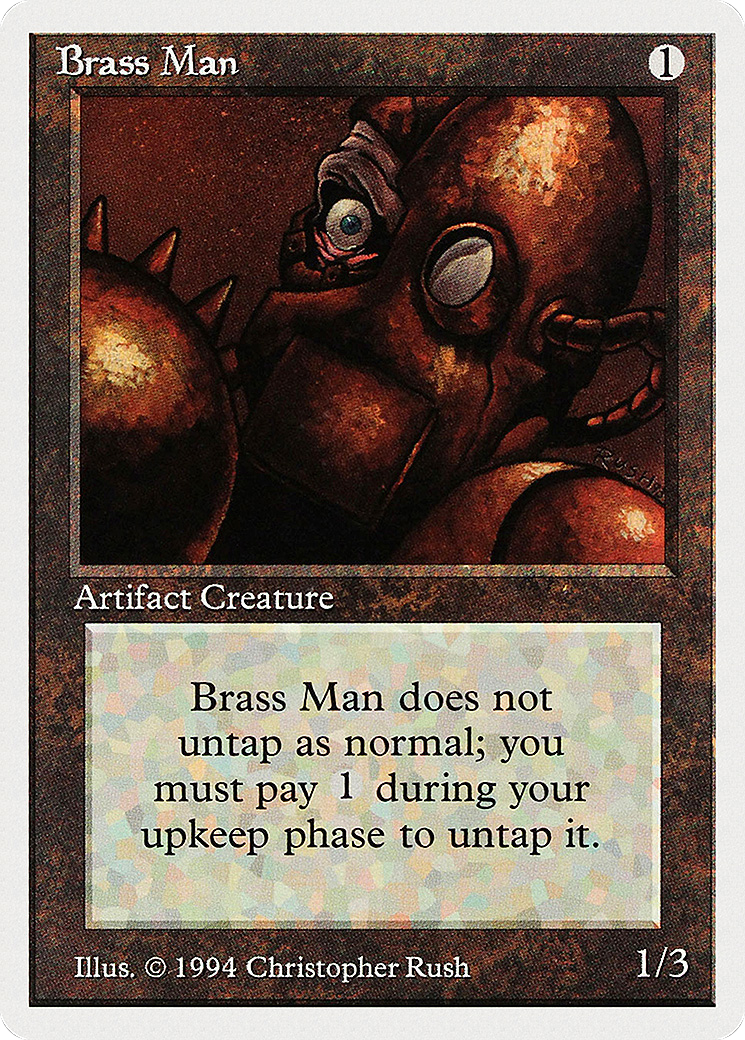 Brass Man 1
Rush
Artifact Creature
Brass Man does not
untap as normal; you
must pay 1 during your
upkeep phase to untap it.
Illus. © 1994 Christopher Rush 1/3